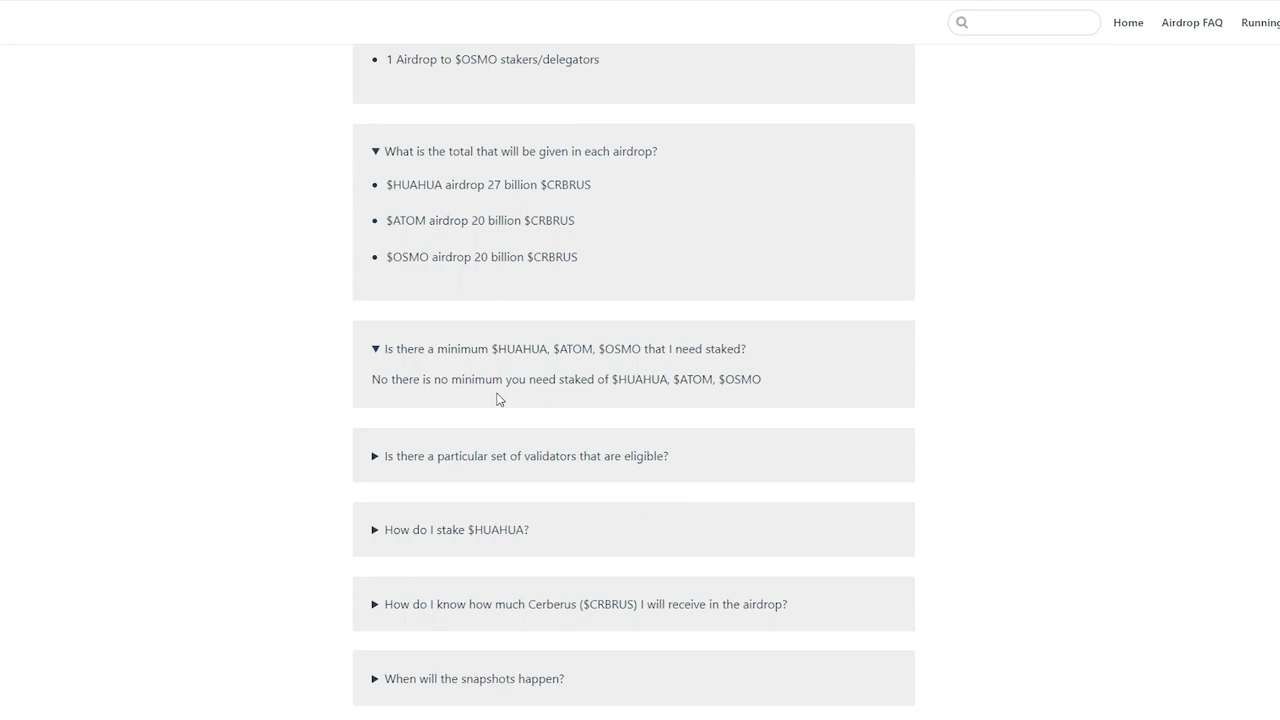 Home Airdrop FAQ Running
1 Airdrop to $OSMO stakers/delegators
What is the total that will be given in each airdrop?
$HUAHUA airdrop 27 billion $CRBRUS
$ATOM airdrop 20 billion $CRBRUS
$OSMO airdrop 20 billion $CRBRUS
Is there a minimum $HUAHUA, $ATOM, $OSMO that I need staked?
No there is no minimum you need staked of $HUAHUA, $ATOM, $OSMO
Is there a particular set of validators that are eligible?
How do I stake $HUAHUA?
How do I know how much Cerberus ($CRBRUS) I will receive in the airdrop?
When will the snapshots happen?